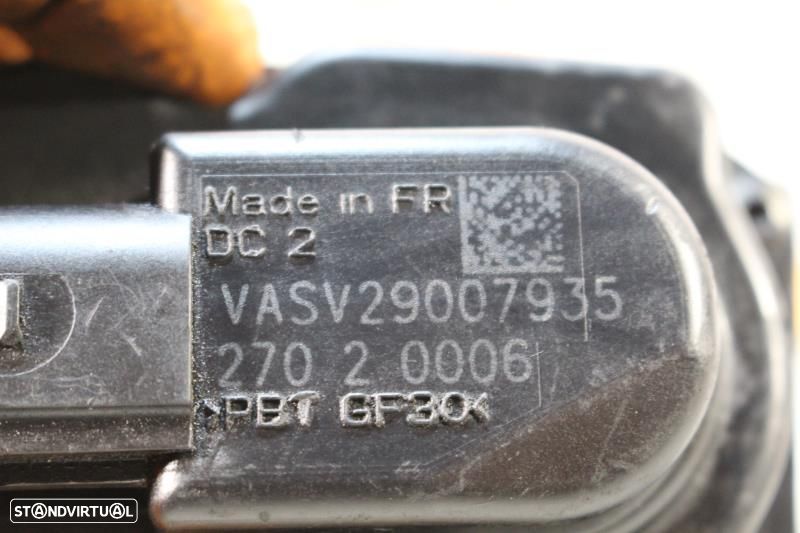 Made in FR
DC 2
VASV29007935
270 2 0006
>PBT GF30<
STANDVIRTUAL